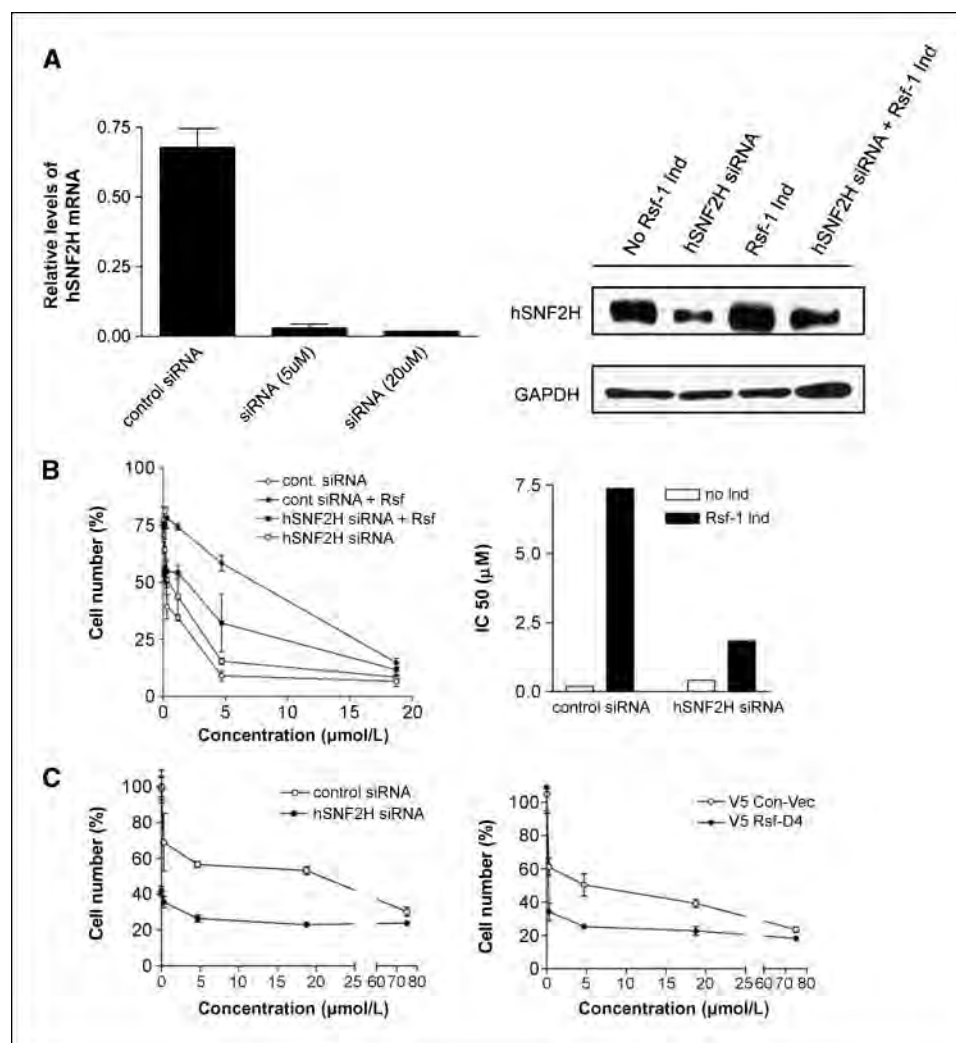 A
Relative levels of
hSNF2H mRNA
0.75
0.50
0.25
0.00
control siRNA
siRNA (5uM)
siRNA (20uM)
No Rsf-1 Ind
hSNF2H siRNA
Rsf-1 Ind
hSNF2H siRNA + Rsf-1 Ind
hSNF2H
GAPDH
B
Cell number (%)
100
75
50
25
0
cont. siRNA
cont siRNA + Rsf
hSNF2H siRNA + Rsf
hSNF2H siRNA
0 5 10 15 20
Concentration (μmol/L)
IC 50 (μM)
7.5
5.0
2.5
0.0
no Ind
Rsf-1 Ind
control siRNA hSNF2H siRNA
C
Cell number (%)
100
80
60
40
20
0
control siRNA
hSNF2H siRNA
0 5 10 15 20 25 60 70 80
Concentration (μmol/L)
Cell number (%)
100
80
60
40
20
0
V5 Con-Vec
V5 Rsf-D4
0 5 10 15 20 25 60 70 80
Concentration (μmol/L)